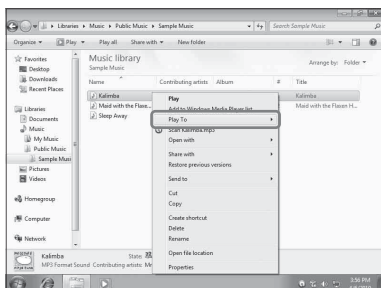 Libraries ▸ Music ▸ Public Music ▸ Sample Music
Search Sample Music
Organize Play Play all Share with New folder
Favorites
Desktop
Downloads
Recent Places
Libraries
Documents
Music
My Music
Public Music
Sample Musi
Pictures
Videos
Homegroup
Computer
Network
Music library
Sample Music
Arrange by: Folder
Name Contributing artists Album # Title
Kalimba Kalimba
Maid with the Flaxen Maid with the Flaxen H...
Sleep Away
Play
Add to Windows Media Player list
Play To
Scan Kalimba.mp3
Open with
Share with
Restore previous versions
Send to
Cut
Copy
Create shortcut
Delete
Rename
Open file location
Properties
Kalimba State:
MP3 Format Sound Contributing artists: Mr
3:56 PM